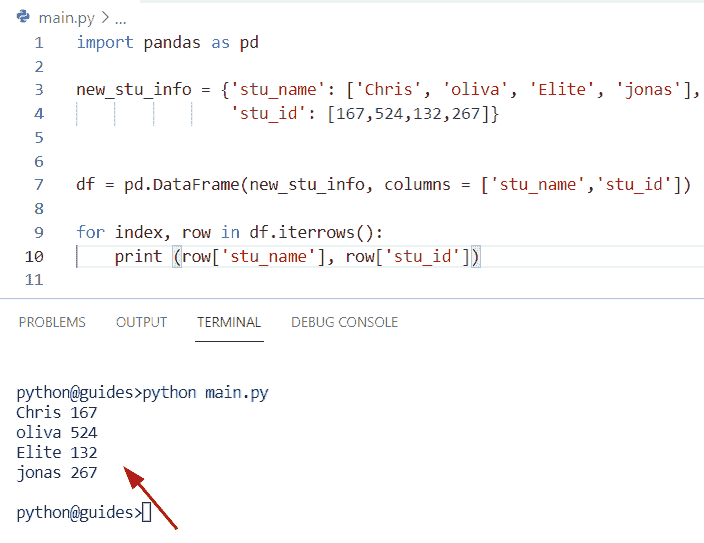 main.py > ...
1 import pandas as pd
2
3 new_stu_info = {'stu_name': ['Chris', 'oliva', 'Elite', 'jonas'],
4                 'stu_id': [167,524,132,267]}
5
6
7 df = pd.DataFrame(new_stu_info, columns = ['stu_name','stu_id'])
8
9 for index, row in df.iterrows():
10     print (row['stu_name'], row['stu_id'])
11
PROBLEMS OUTPUT TERMINAL DEBUG CONSOLE
python@guides>python main.py
Chris 167
oliva 524
Elite 132
jonas 267
python@guides>